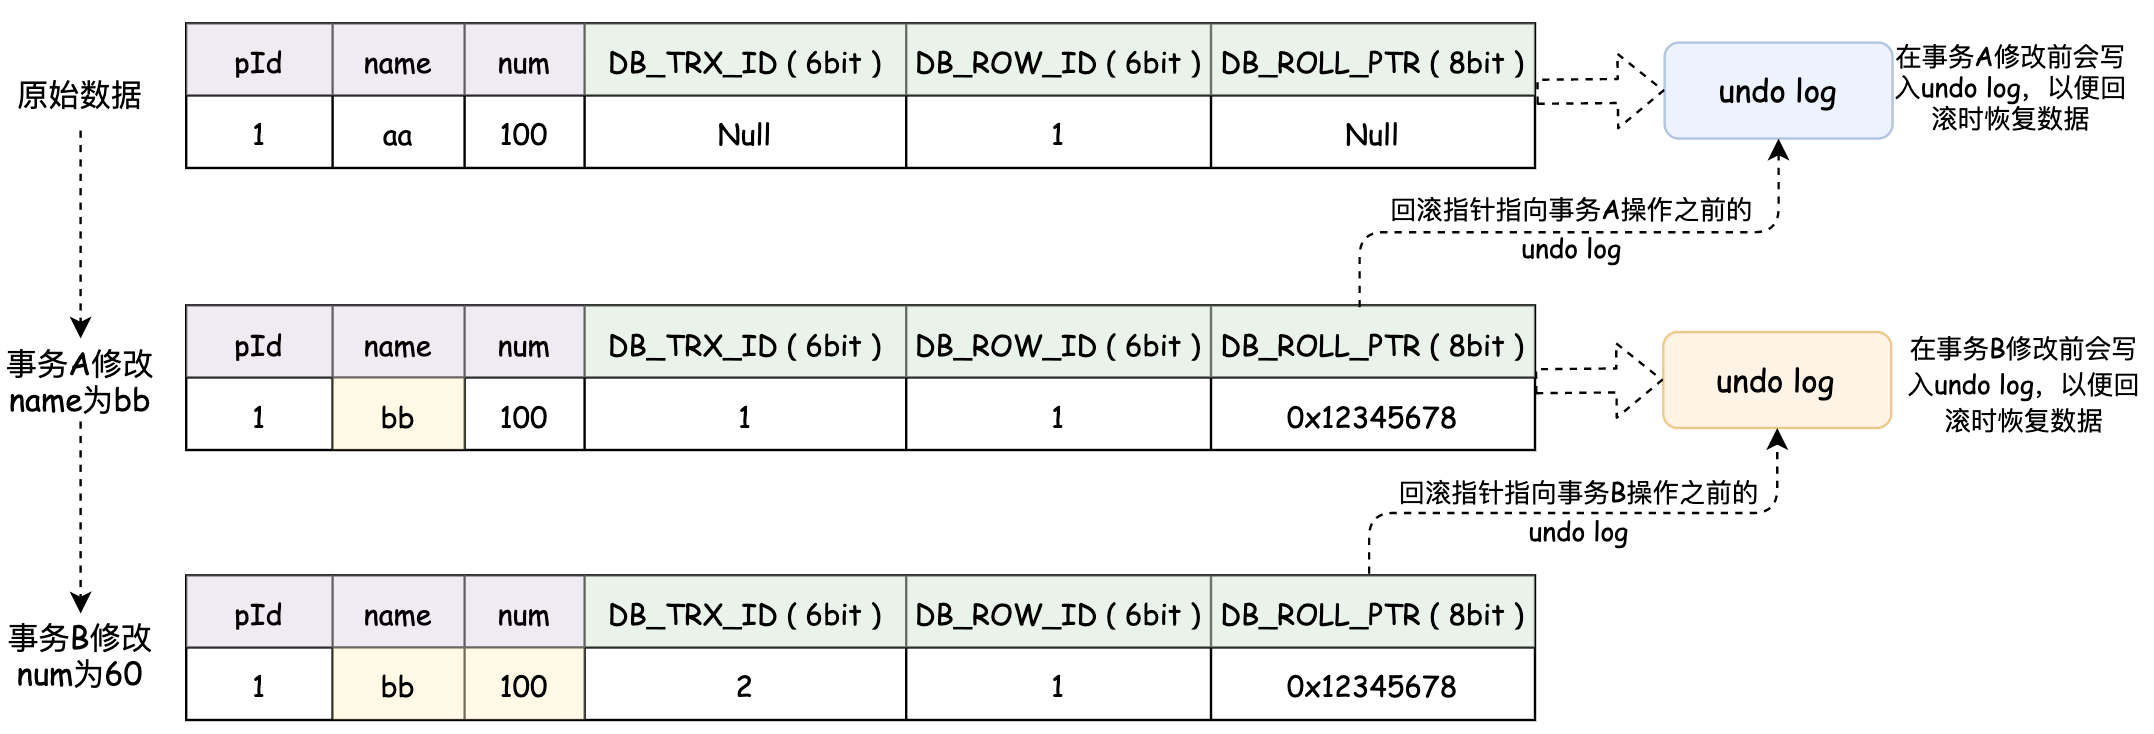 原始数据
pId name num DB_TRX_ID ( 6bit ) DB_ROW_ID ( 6bit ) DB_ROLL_PTR ( 8bit )
1 aa 100 Null 1 Null
undo log
在事务A修改前会写
入undo log，以便回
滚时恢复数据
回滚指针指向事务A操作之前的
undo log
事务A修改
name为bb
pId name num DB_TRX_ID ( 6bit ) DB_ROW_ID ( 6bit ) DB_ROLL_PTR ( 8bit )
1 bb 100 1 1 0x12345678
undo log
在事务B修改前会写
入undo log，以便回
滚时恢复数据
回滚指针指向事务B操作之前的
undo log
事务B修改
num为60
pId name num DB_TRX_ID ( 6bit ) DB_ROW_ID ( 6bit ) DB_ROLL_PTR ( 8bit )
1 bb 100 2 1 0x12345678